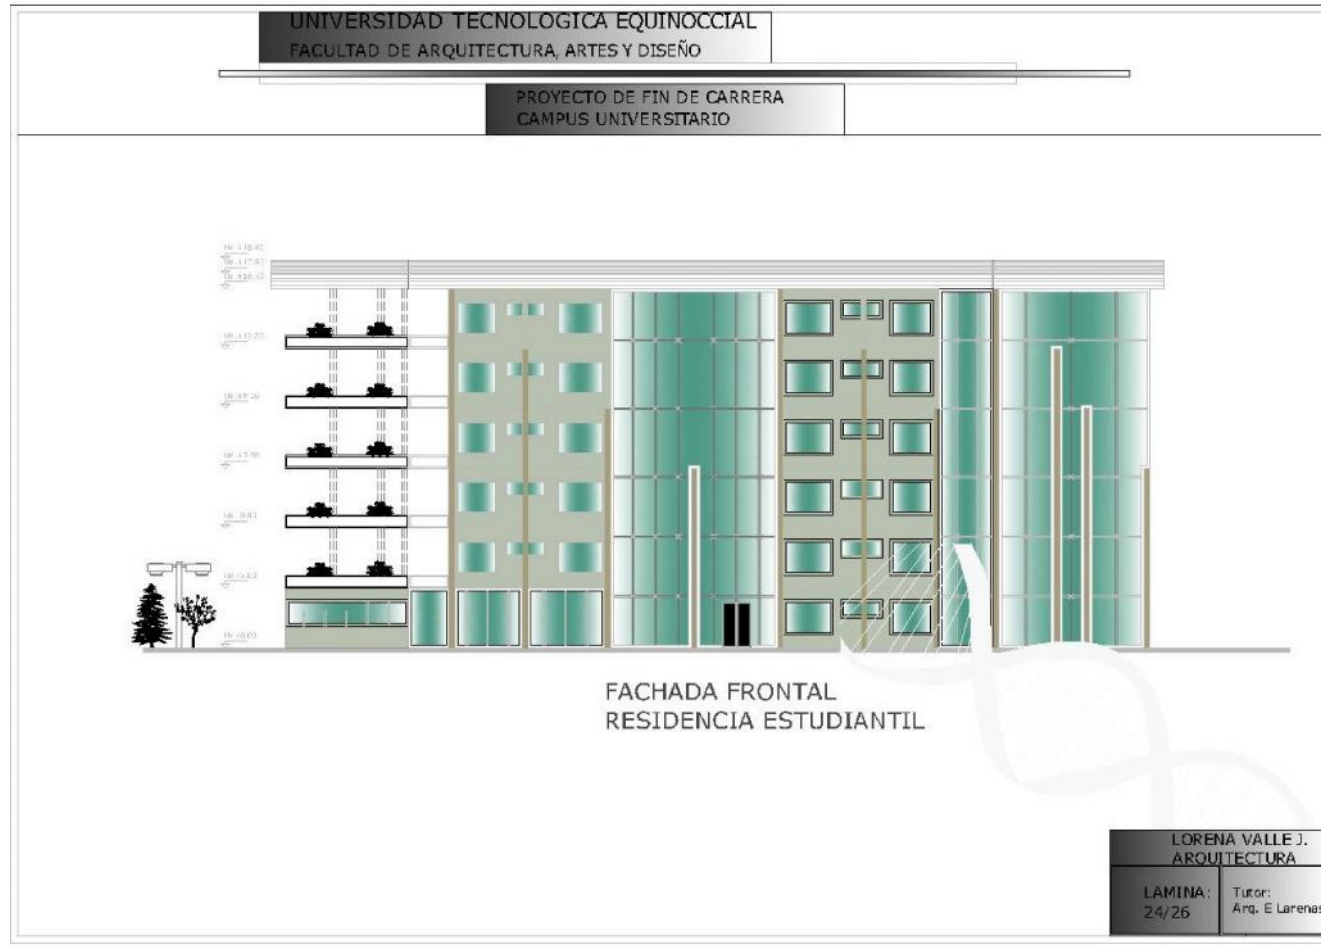 UNIVERSIDAD TECNOLOGICA EQUINOCCIAL
FACULTAD DE ARQUITECTURA, ARTES Y DISEÑO
PROYECTO DE FIN DE CARRERA
CAMPUS UNIVERSITARIO
FACHADA FRONTAL
RESIDENCIA ESTUDIANTIL
LORENA VALLE J.
ARQUITECTURA
LAMINA:
24/26
Tutor:
Arq. E Larenas